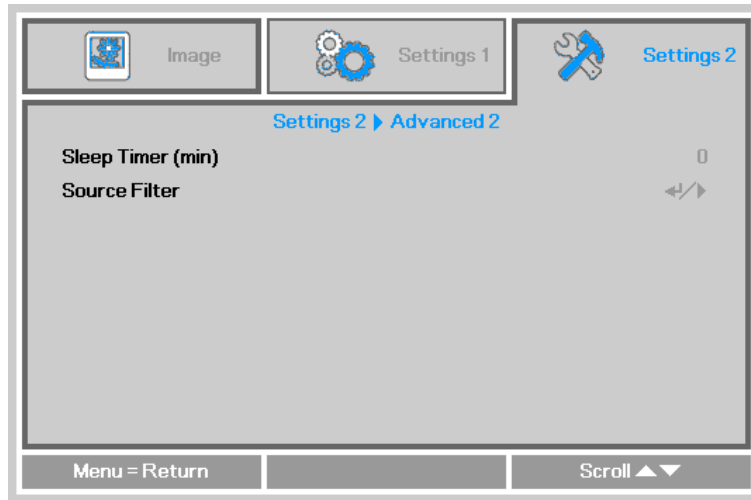 Image
Settings 1
Settings 2
Settings 2 Advanced 2
Sleep Timer (min) 0
Source Filter
Menu = Return
Scroll